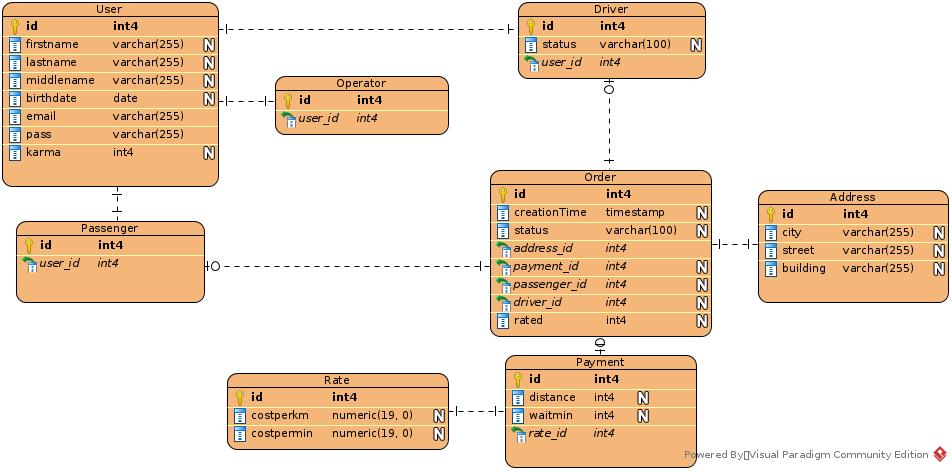 User
id int4
firstname varchar(255) N
lastname varchar(255) N
middlename varchar(255) N
birthdate date N
email varchar(255)
pass varchar(255)
karma int4 N
Driver
id int4
status varchar(100) N
user_id int4
Operator
id int4
user_id int4
Order
id int4
creationTime timestamp N
status varchar(100) N
address_id int4
payment_id int4 N
passenger_id int4 N
driver_id int4 N
rated int4 N
Address
id int4
city varchar(255) N
street varchar(255) N
building varchar(255) N
Passenger
id int4
user_id int4
Rate
id int4
costperkm numeric(19, 0) N
costpermin numeric(19, 0) N
Payment
id int4
distance int4 N
waitmin int4 N
rate_id int4
Powered By▯Visual Paradigm Community Edition